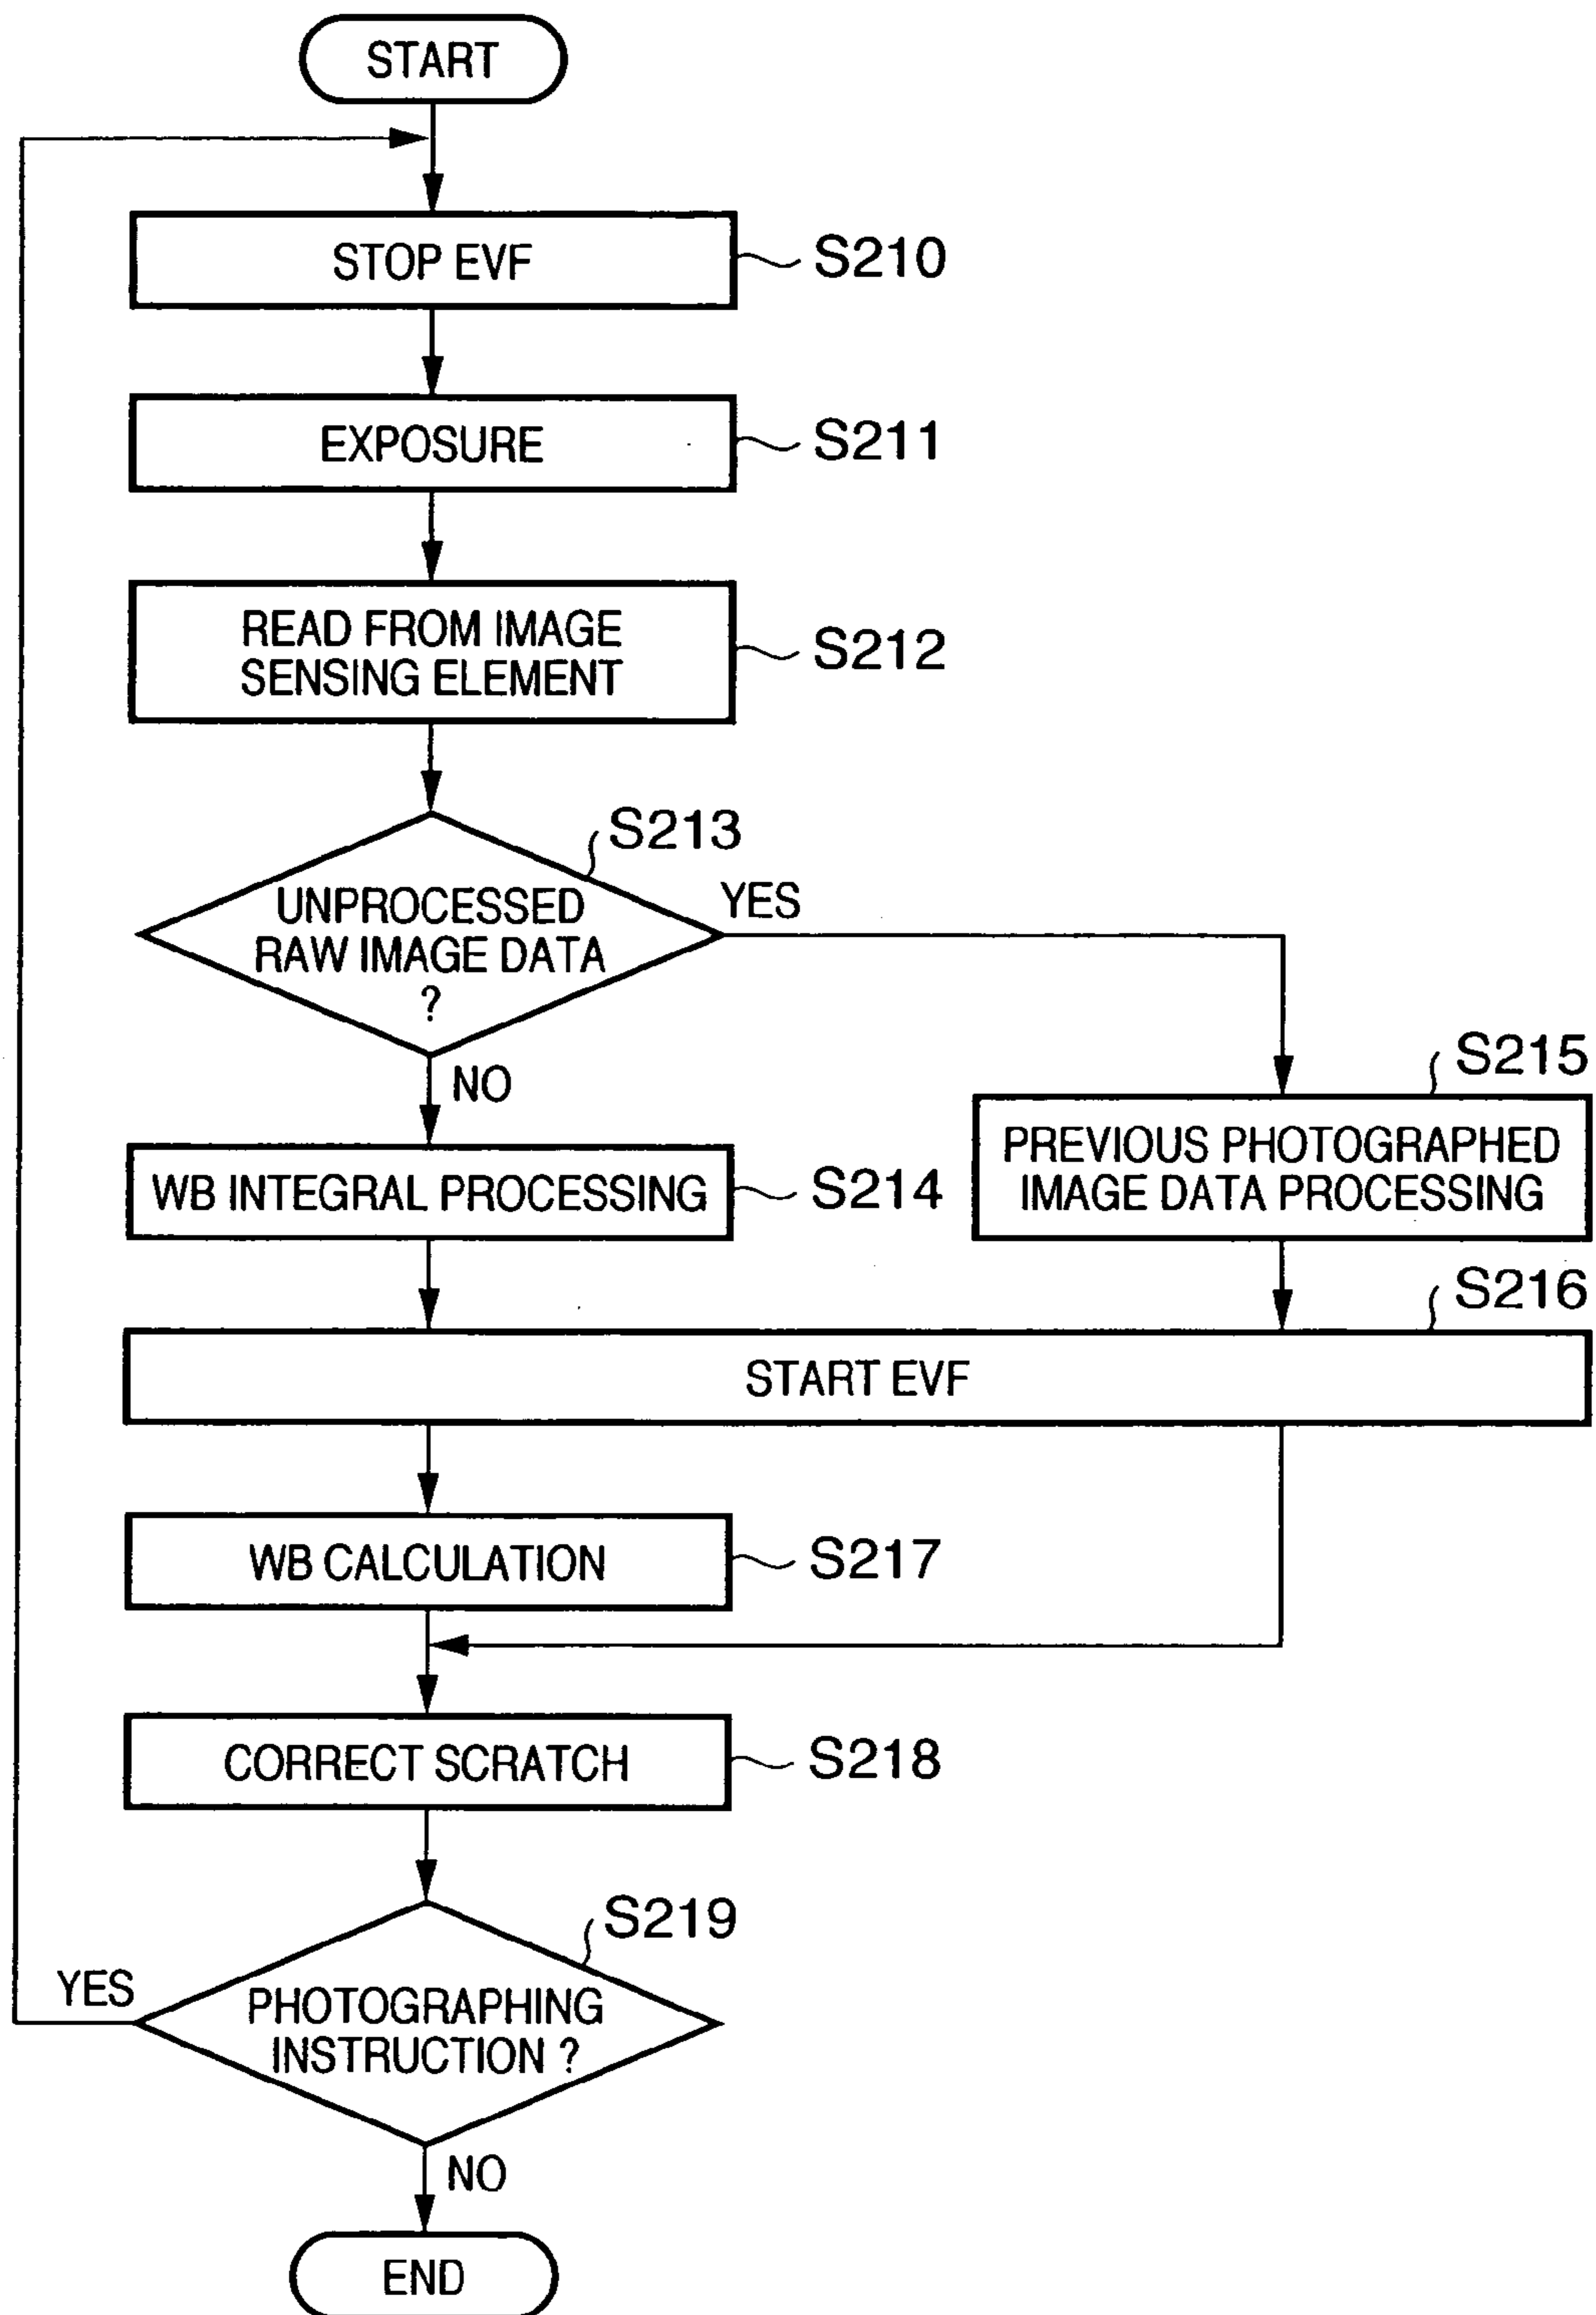 START
STOP EVF
S210
EXPOSURE
S211
READ FROM IMAGE
SENSING ELEMENT
S212
S213
UNPROCESSED
RAW IMAGE DATA
?
YES
NO
S215
PREVIOUS PHOTOGRAPHED
IMAGE DATA PROCESSING
WB INTEGRAL PROCESSING
S214
S216
START EVF
WB CALCULATION
S217
CORRECT SCRATCH
S218
S219
YES
PHOTOGRAPHING
INSTRUCTION ?
NO
END